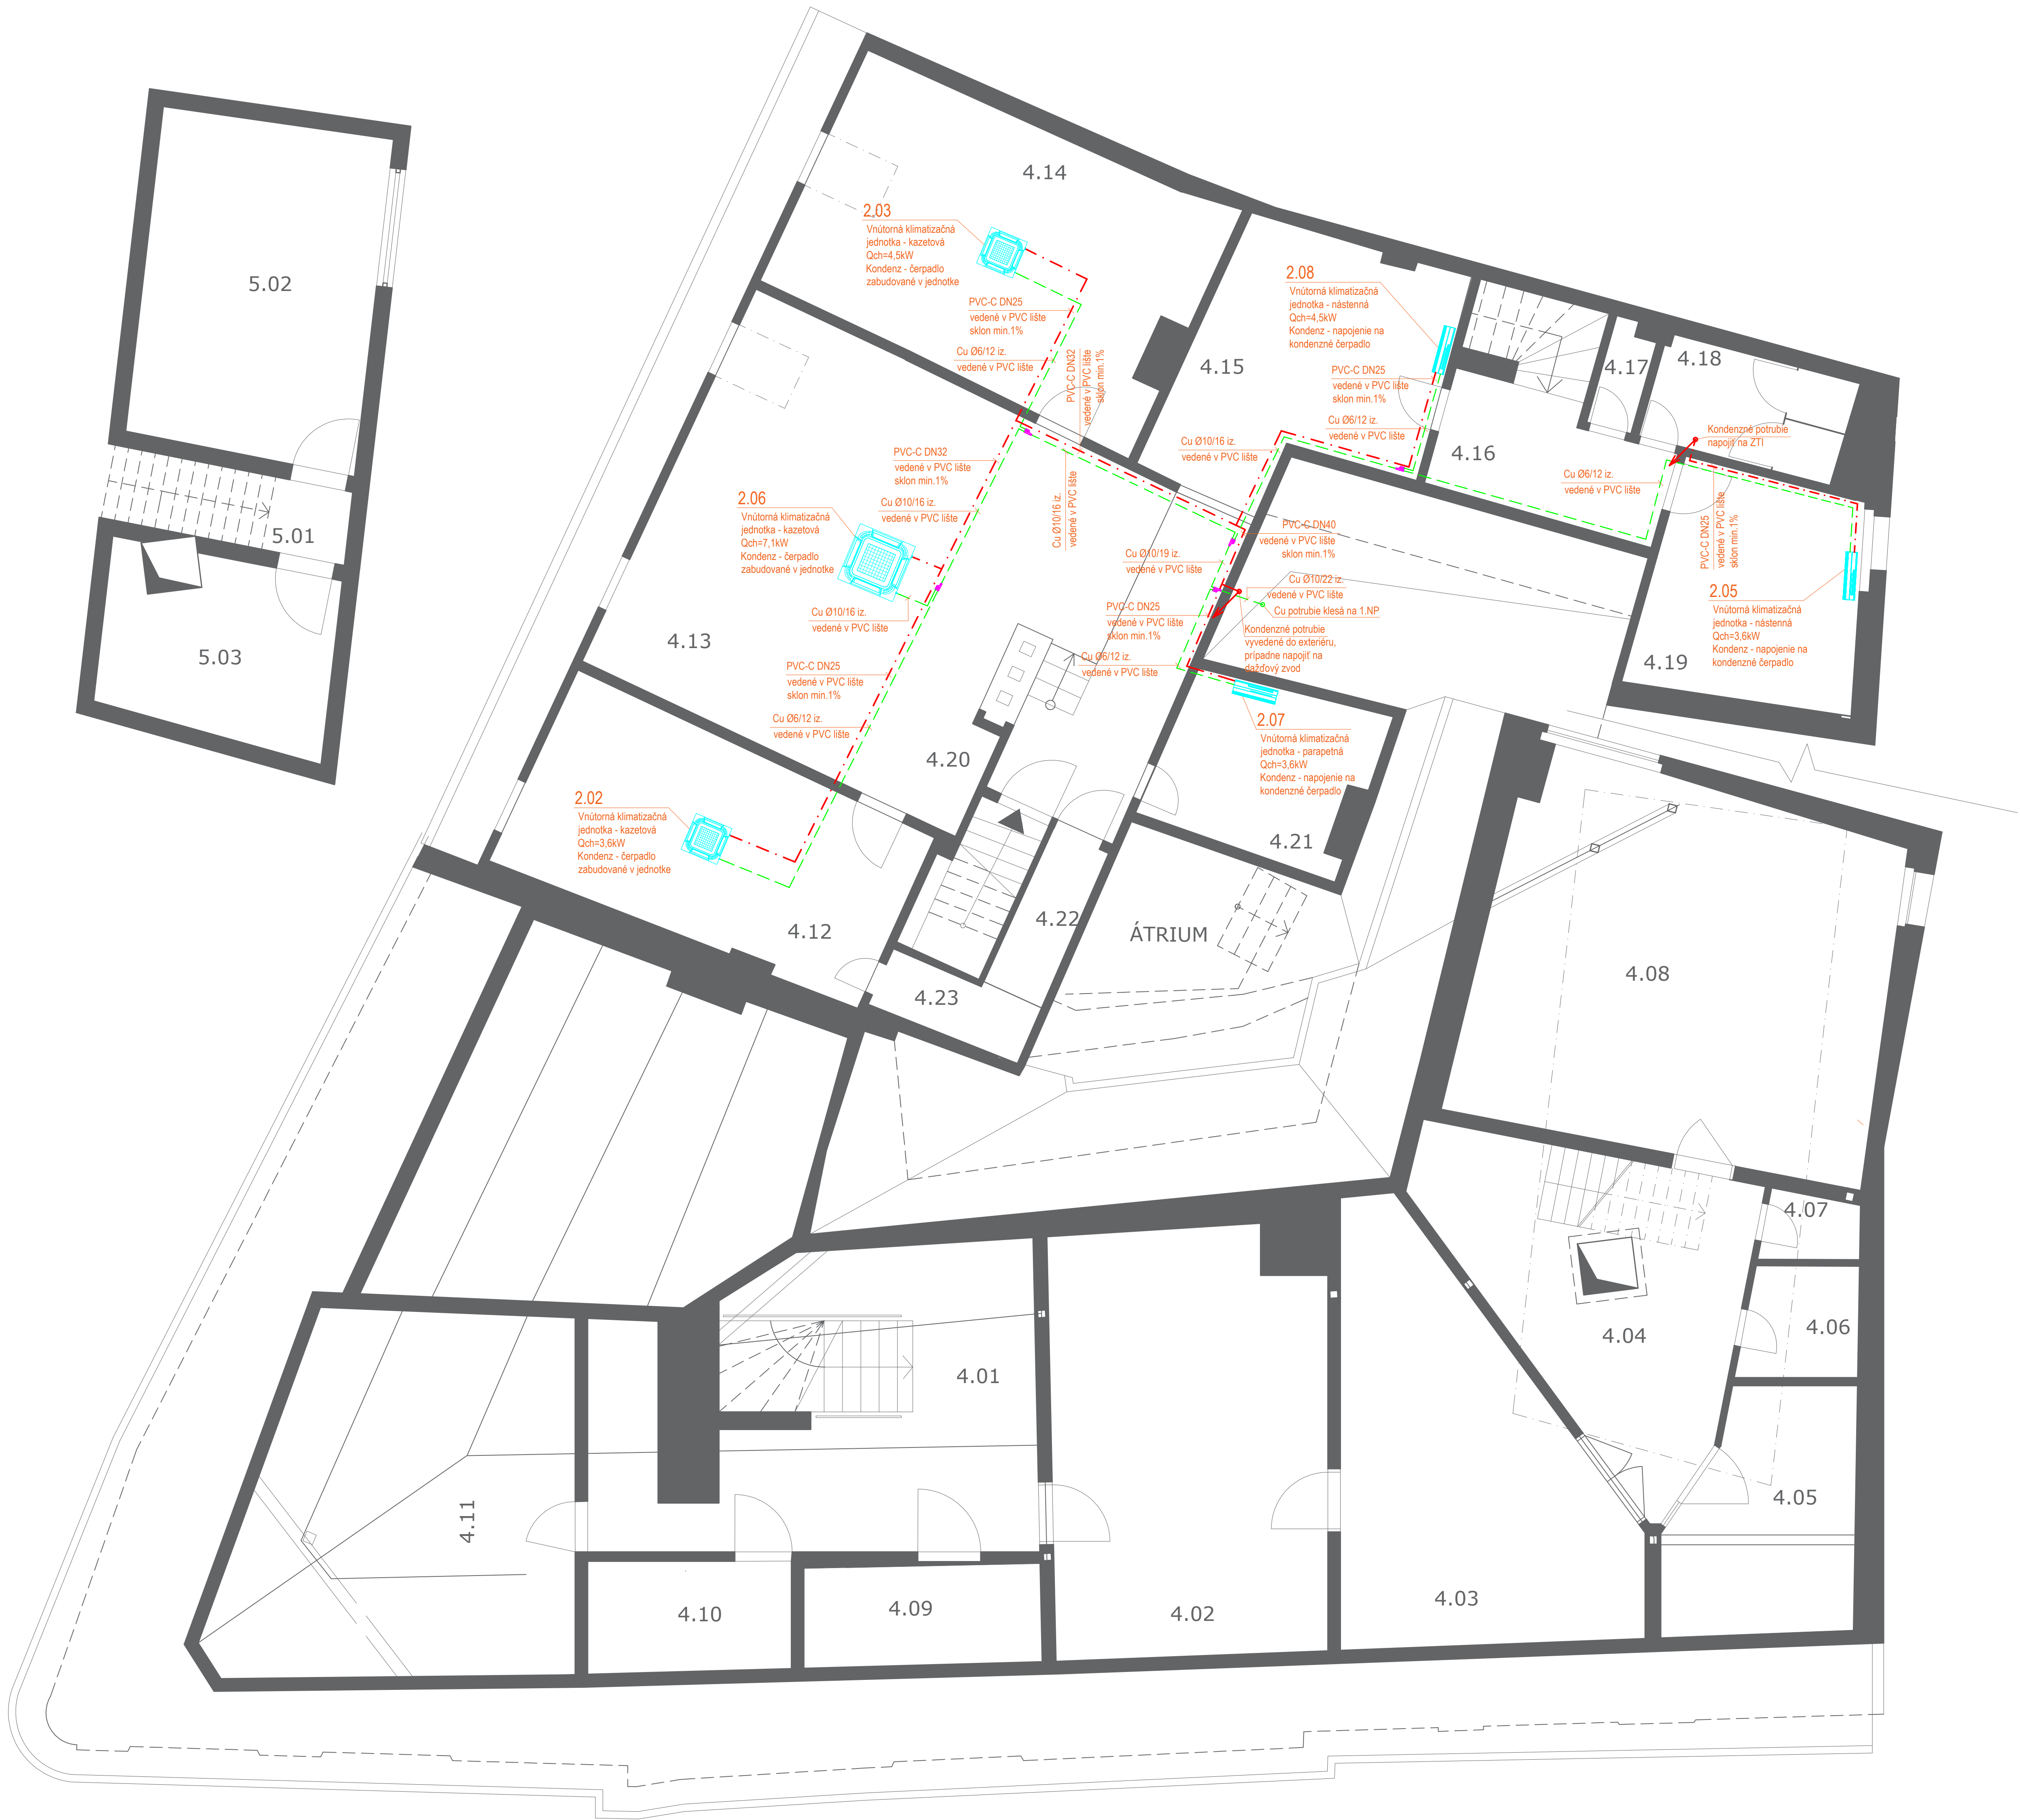 4.14
2.03
Vnútorná klimatizačná
jednotka - kazetová
Qch=4,5kW
Kondenz - čerpadlo
zabudované v jednotke
PVC-C DN25
vedené v PVC lište
sklon min.1%
Cu Ø6/12 iz.
vedené v PVC lište
PVC-C DN32
vedené v PVC lište
sklon min.1%
2.08
Vnútorná klimatizačná
jednotka - nástenná
Qch=4,5kW
Kondenz - napojenie na
kondenzné čerpadlo
4.15
PVC-C DN25
vedené v PVC lište
sklon min.1%
Cu Ø6/12 iz.
vedené v PVC lište
Cu Ø10/16 iz.
vedené v PVC lište
4.16
4.17
4.18
Kondenzné potrubie
napojiť na ZTI
Cu Ø6/12 iz.
vedené v PVC lište
PVC-C DN25
vedené v PVC lište
sklon min.1%
2.05
Vnútorná klimatizačná
jednotka - nástenná
Qch=3,6kW
Kondenz - napojenie na
kondenzné čerpadlo
4.19
5.02
5.01
5.03
PVC-C DN32
vedené v PVC lište
sklon min.1%
Cu Ø10/16 iz.
vedené v PVC lište
2.06
Vnútorná klimatizačná
jednotka - kazetová
Qch=7,1kW
Kondenz - čerpadlo
zabudované v jednotke
Cu Ø10/16 iz.
vedené v PVC lište
Cu Ø10/16 iz.
vedené v PVC lište
4.13
PVC-C DN25
vedené v PVC lište
sklon min.1%
Cu Ø6/12 iz.
vedené v PVC lište
PVC-C DN40
vedené v PVC lište
sklon min.1%
Cu Ø10/19 iz.
vedené v PVC lište
Cu Ø10/22 iz.
vedené v PVC lište
Cu potrubie klesá na 1.NP
PVC-C DN25
vedené v PVC lište
sklon min.1%
Kondenzné potrubie
vyvedené do exteriéru,
prípadne napojiť na
dažďový zvod
Cu Ø6/12 iz.
vedené v PVC lište
2.07
Vnútorná klimatizačná
jednotka - parapetná
Qch=3,6kW
Kondenz - napojenie na
kondenzné čerpadlo
4.20
4.21
2.02
Vnútorná klimatizačná
jednotka - kazetová
Qch=3,6kW
Kondenz - čerpadlo
zabudované v jednotke
4.12
4.22
ÁTRIUM
4.23
4.08
4.07
4.06
4.04
4.01
4.05
4.11
4.10
4.09
4.02
4.03